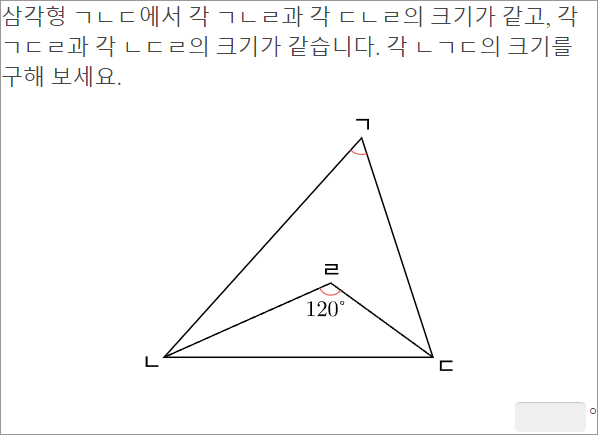 삼각형 ㄱㄴㄷ에서 각 ㄱㄴㄹ과 각 ㄷㄴㄹ의 크기가 같고, 각
ㄱㄷㄹ과 각 ㄴㄷㄹ의 크기가 같습니다. 각 ㄴㄱㄷ의 크기를
구해 보세요.
ㄱ
ㄹ
120°
ㄴ
ㄷ
°